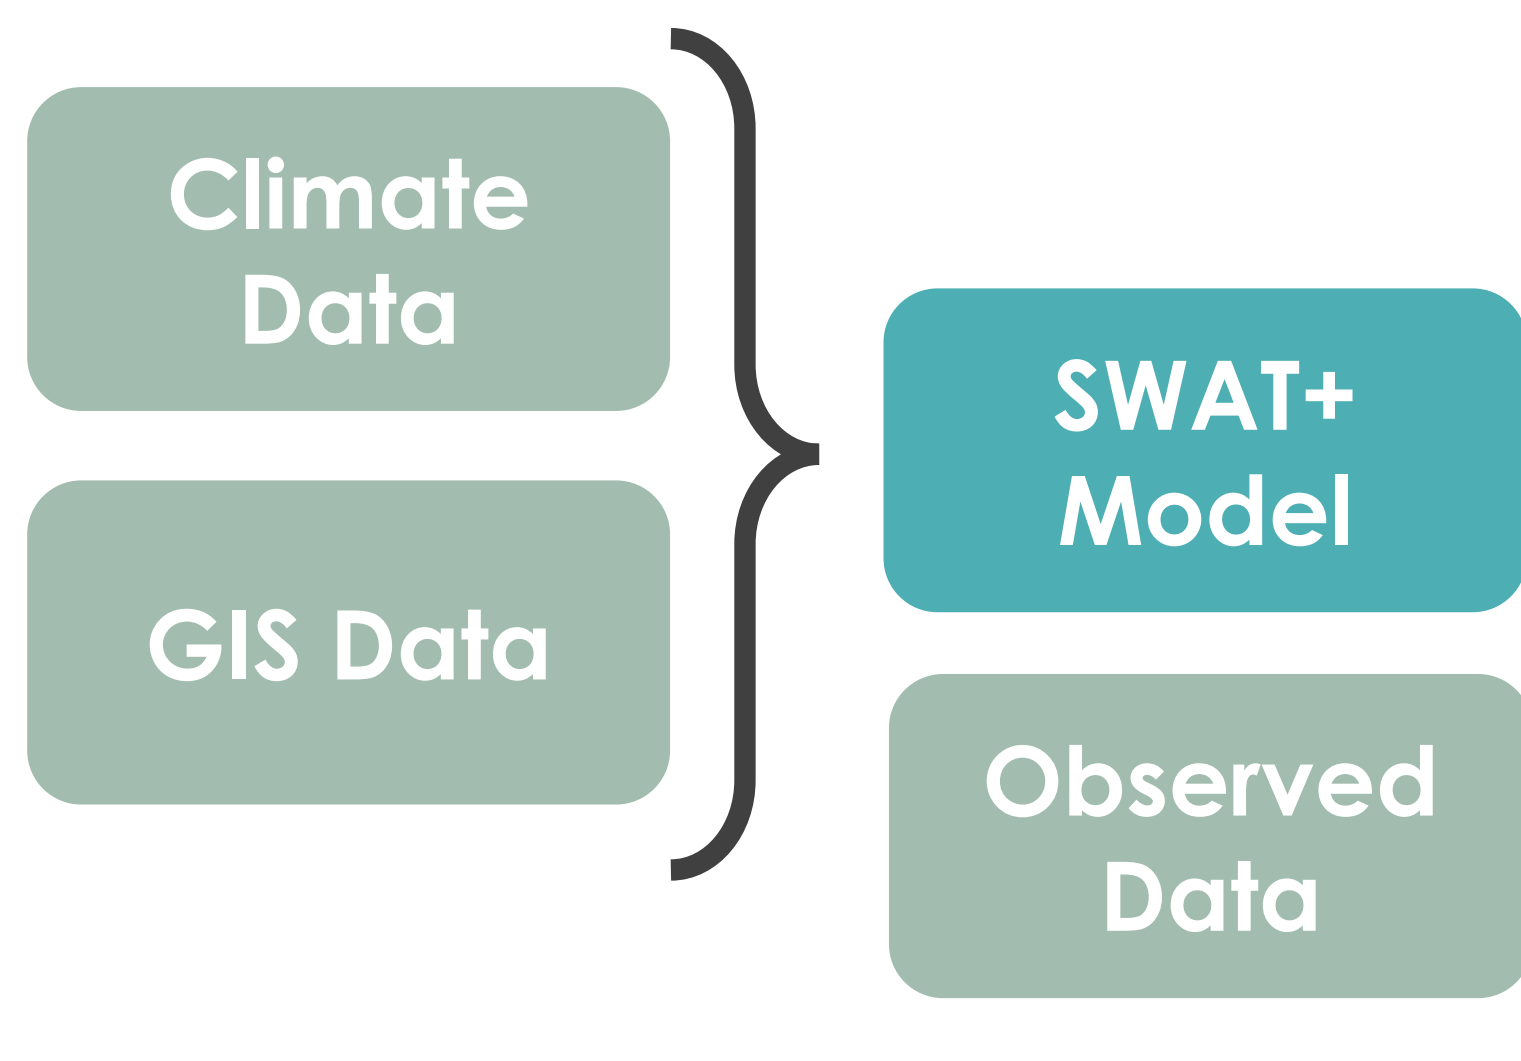 Climate
Data
GIS Data
SWAT+
Model
Observed
Data